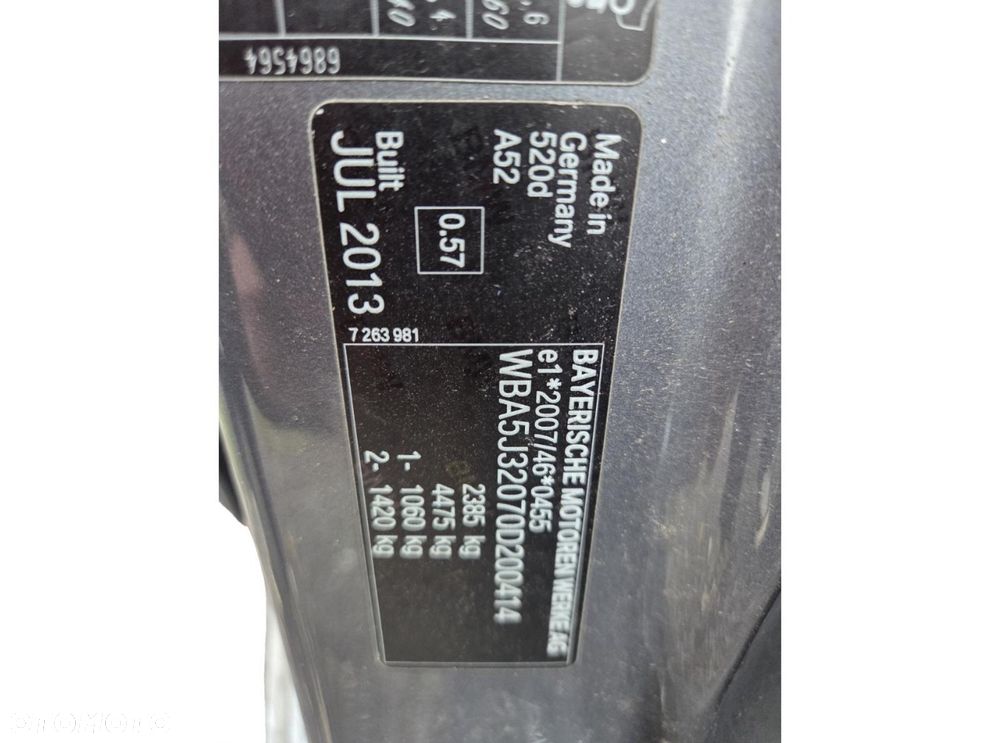 6864564
Made in
Germany
520d
A52
0.57
Built
JUL 2013
7 263 981
BAYERISCHE MOTOREN WERKE AG
e1*2007/46*0455
WBA5J32070D200414
2385 kg
4475 kg
1- 1060 kg
2- 1420 kg
OTOMOTO